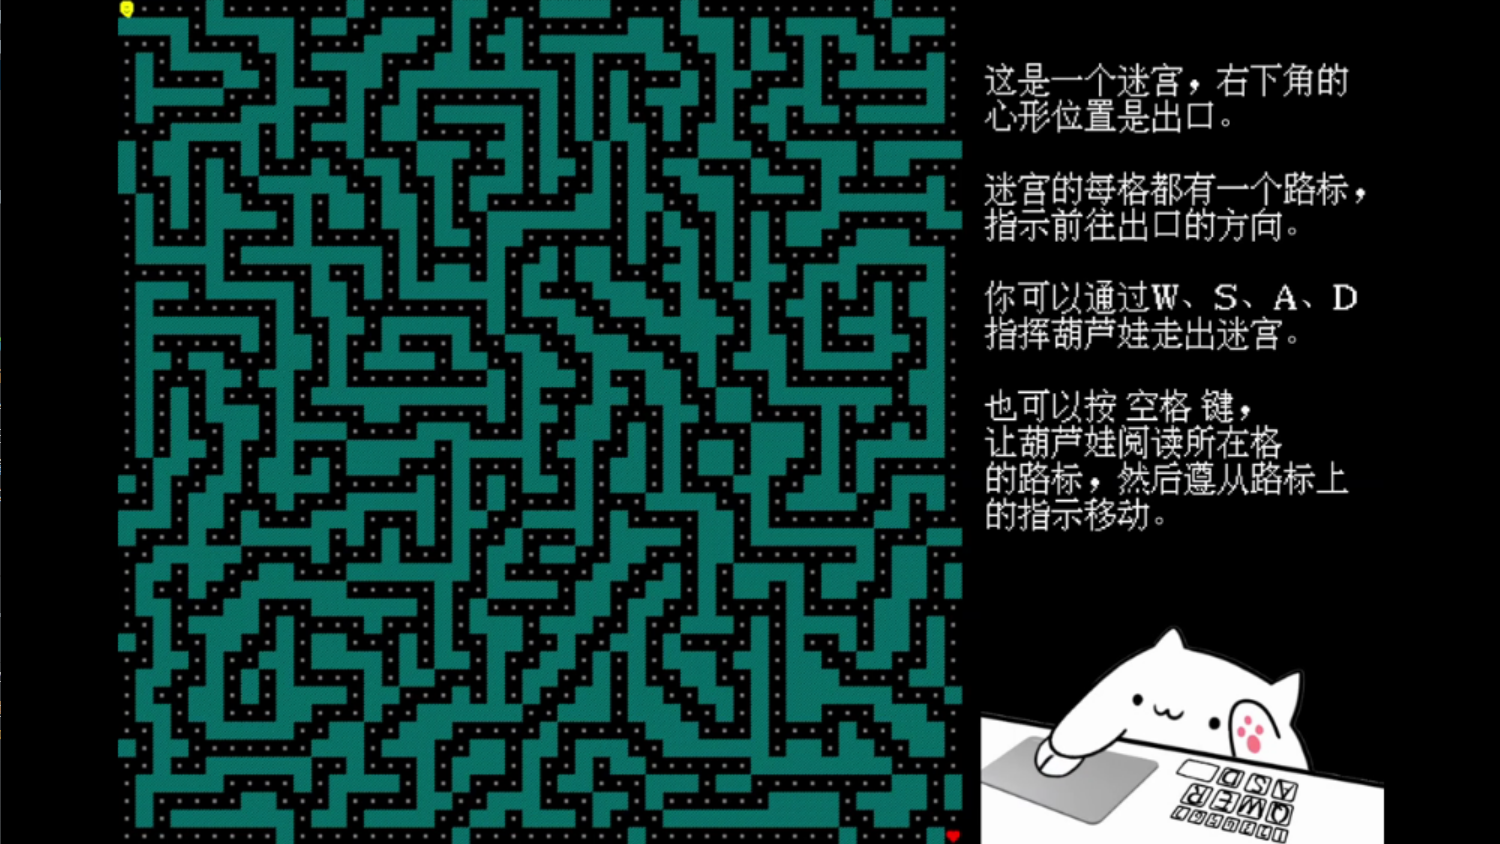 这是一个迷宫，右下角的
心形位置是出口。
迷宫的每格都有一个路标，
指示前往出口的方向。
你可以通过W、S、A、D
指挥葫芦娃走出迷宫。
也可以按 空格 键，
让葫芦娃阅读所在格
的路标，然后遵从路标上
的指示移动。
A S D
Q W E R